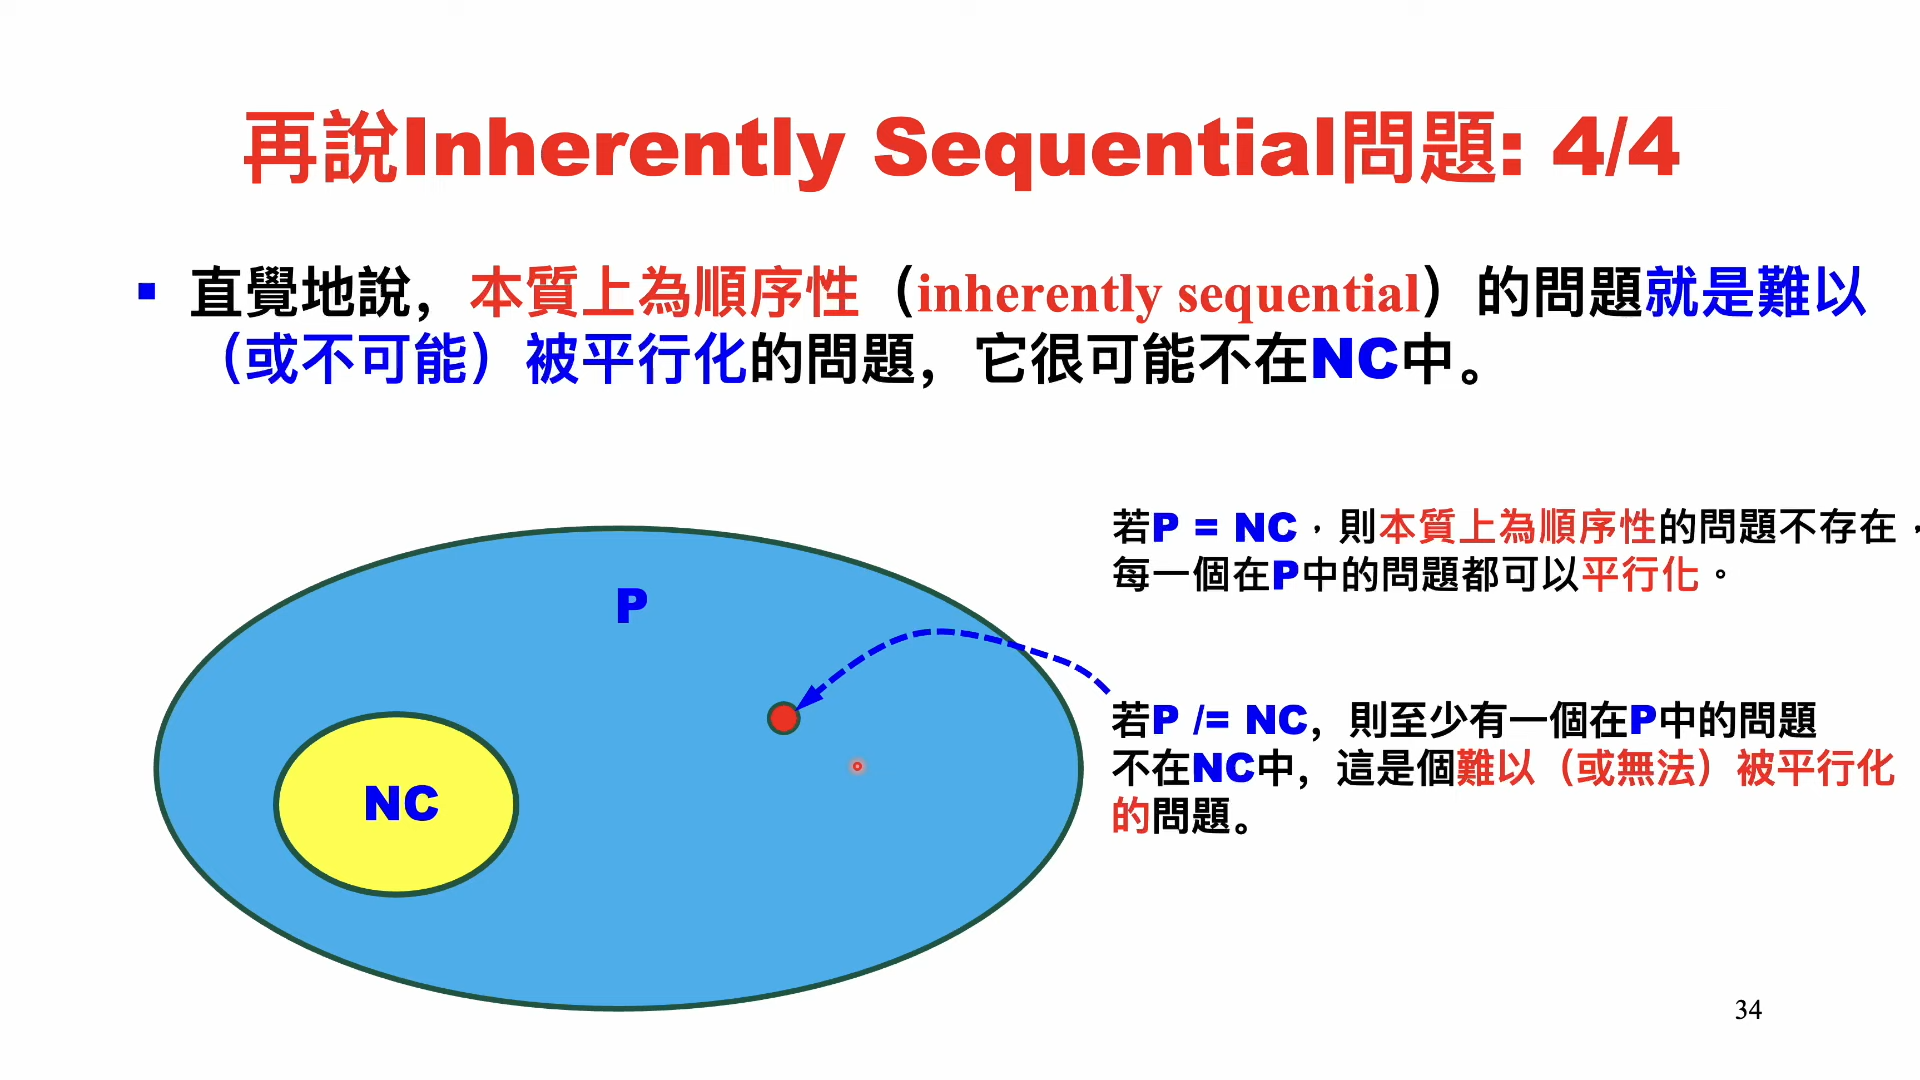 再說Inherently Sequential問題: 4/4
▪ 直覺地說，本質上為順序性（inherently sequential）的問題就是難以
（或不可能）被平行化的問題，它很可能不在NC中。
若P = NC，則本質上為順序性的問題不存在，
每一個在P中的問題都可以平行化。
P
若P /= NC，則至少有一個在P中的問題
不在NC中，這是個難以（或無法）被平行化
的問題。
NC
34